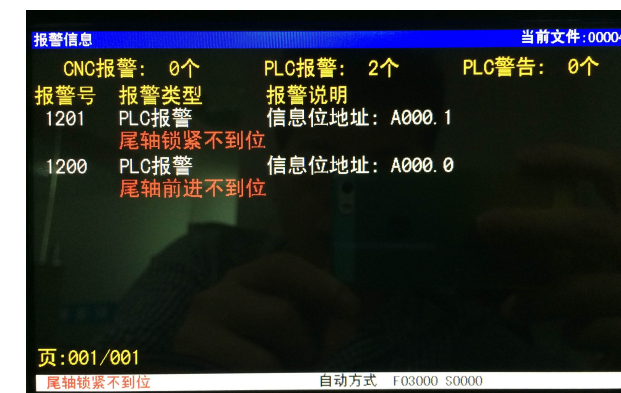 报警信息 当前文件:00004
CNC报警: 0个 PLC报警: 2个 PLC警告: 0个
报警号 报警类型 报警说明
1201 PLC报警 信息位地址: A000.1
尾轴锁紧不到位
1200 PLC报警 信息位地址: A000.0
尾轴前进不到位
页:001/001
尾轴锁紧不到位 自动方式 F03000 S0000